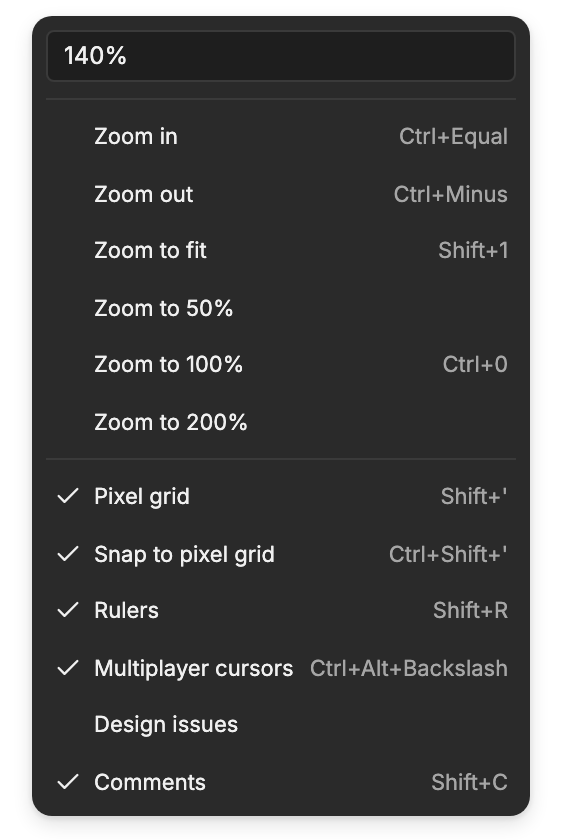 140%
Zoom in Ctrl+Equal
Zoom out Ctrl+Minus
Zoom to fit Shift+1
Zoom to 50%
Zoom to 100% Ctrl+0
Zoom to 200%
Pixel grid Shift+'
Snap to pixel grid Ctrl+Shift+'
Rulers Shift+R
Multiplayer cursors Ctrl+Alt+Backslash
Design issues
Comments Shift+C